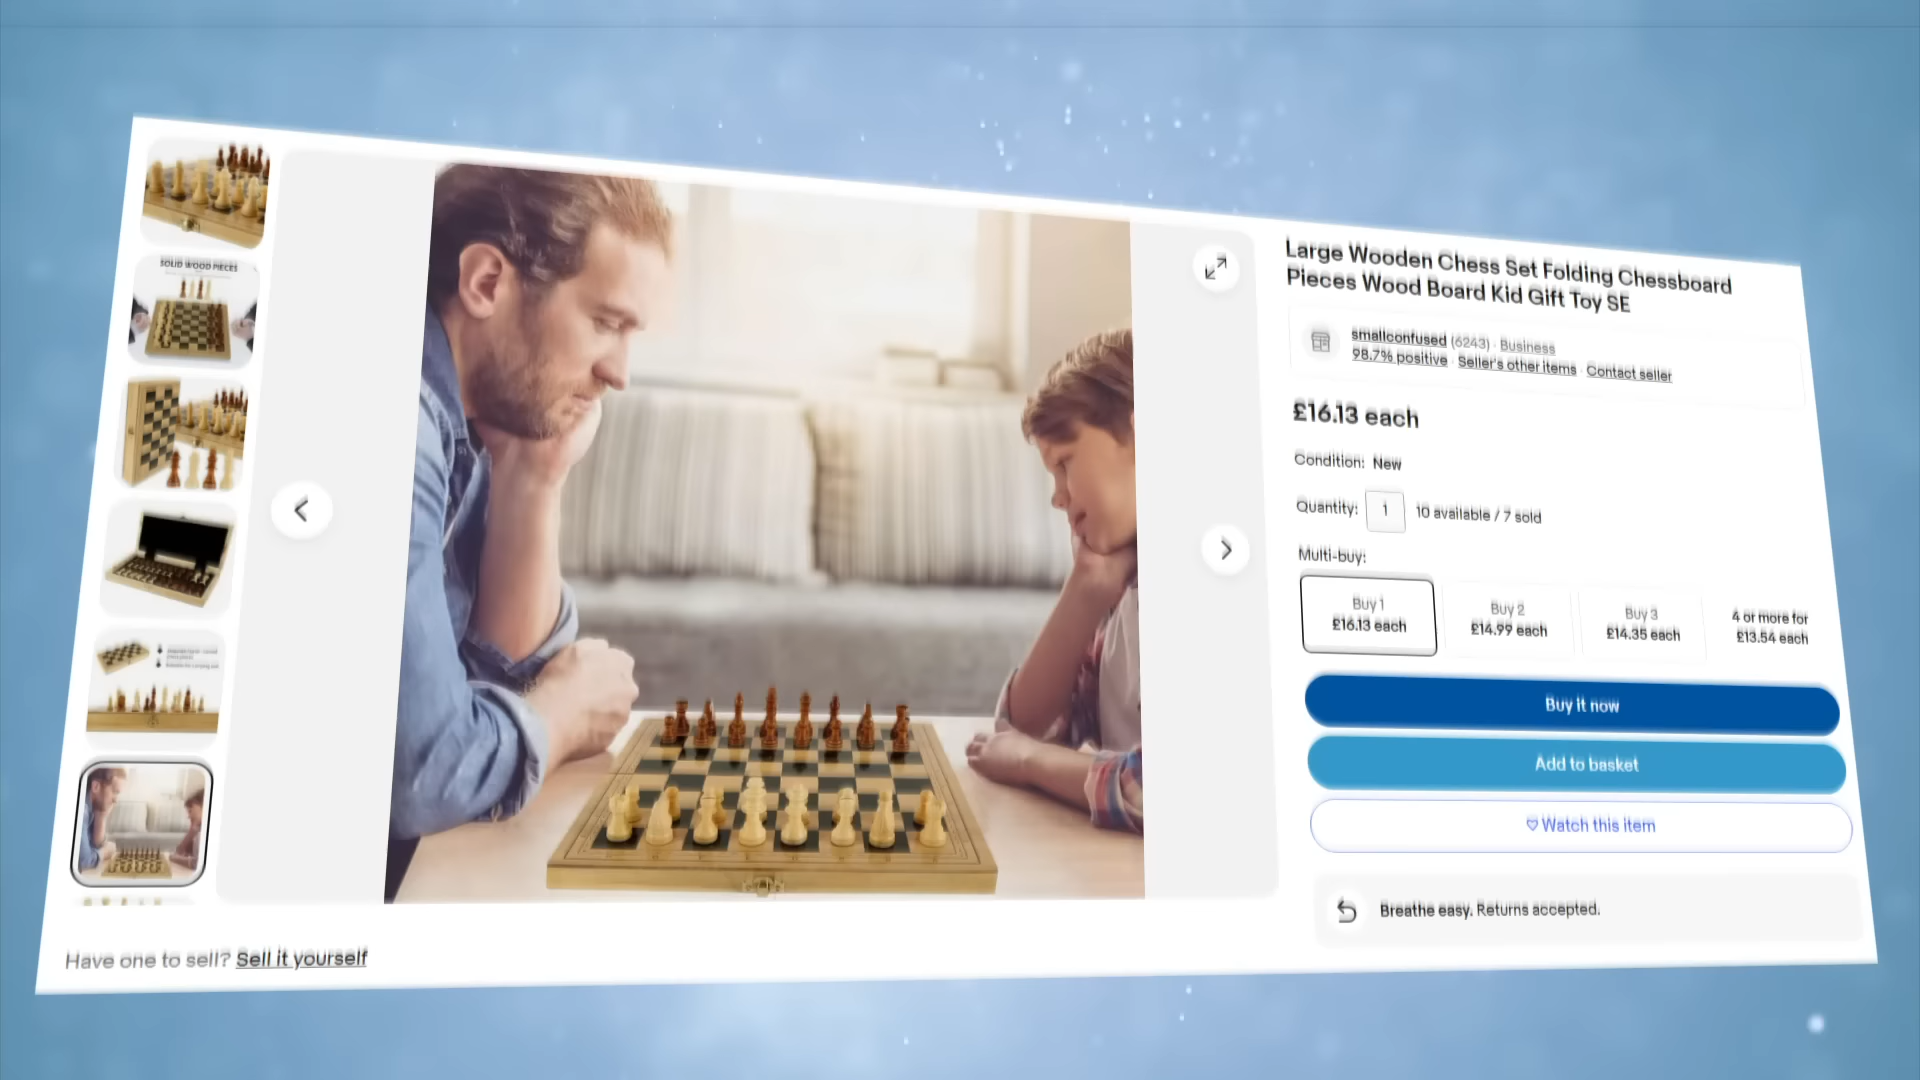 SOLID WOOD PIECES
Large Wooden Chess Set Folding Chessboard
Pieces Wood Board Kid Gift Toy SE
smallconfused (6243) · Business
98.7% positive · Seller's other items · Contact seller
£16.13 each
Condition: New
Quantity: 1 10 available / 7 sold
Multi-buy:
Buy 1
£16.13 each
Buy 2
£14.99 each
Buy 3
£14.35 each
4 or more for
£13.54 each
Buy it now
Add to basket
Watch this item
Breathe easy. Returns accepted.
Have one to sell? Sell it yourself